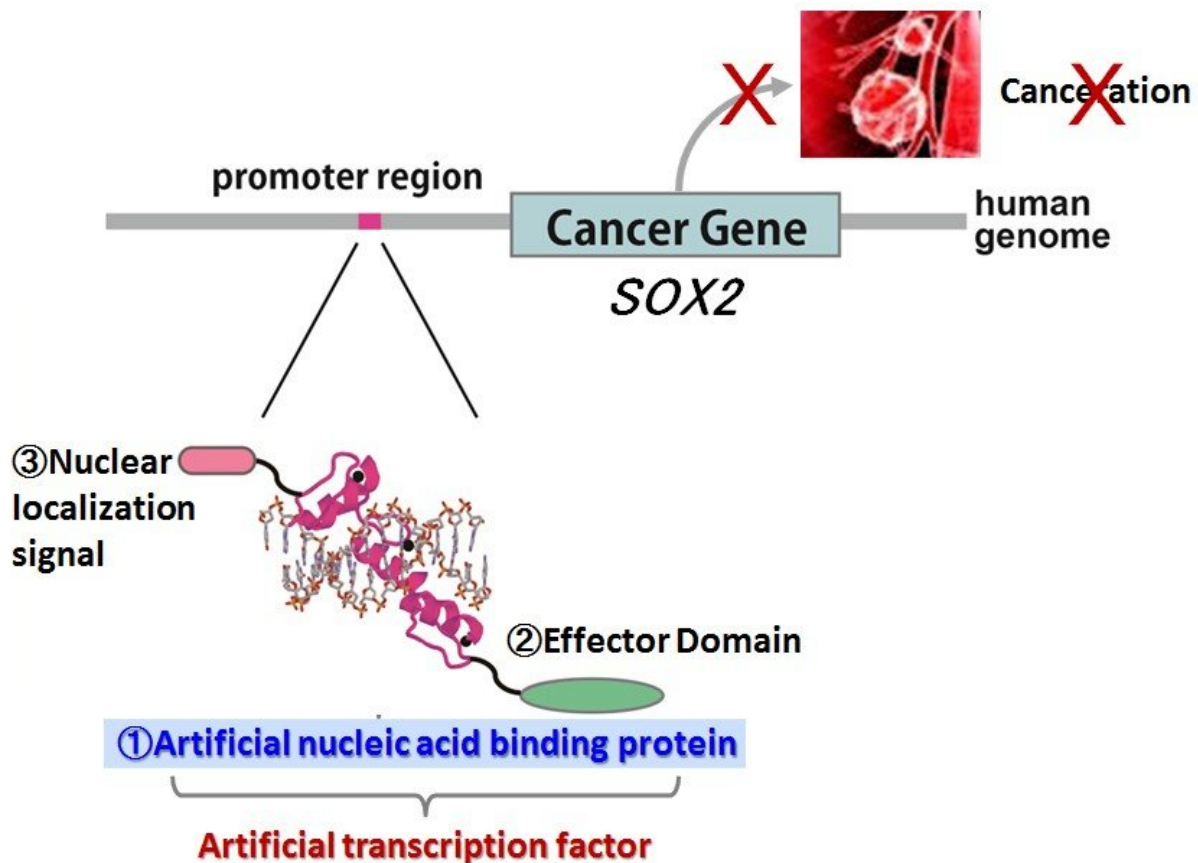 Canceration
promoter region
Cancer Gene
human
genome
SOX2
③Nuclear
localization
signal
②Effector Domain
①Artificial nucleic acid binding protein
Artificial transcription factor